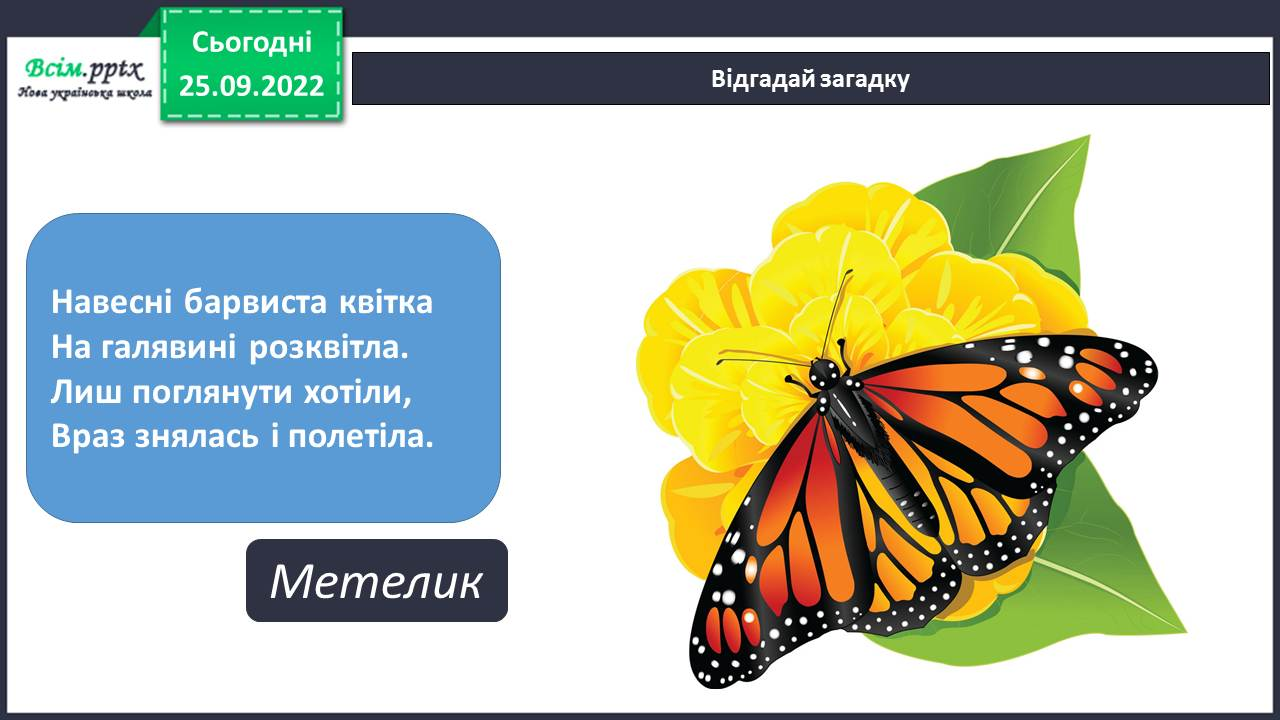 Всім.pptx
Нова українська школа
Сьогодні
25.09.2022
Відгадай загадку
Навесні барвиста квітка
На галявині розквітла.
Лиш поглянути хотіли,
Враз знялась і полетіла.
Метелик